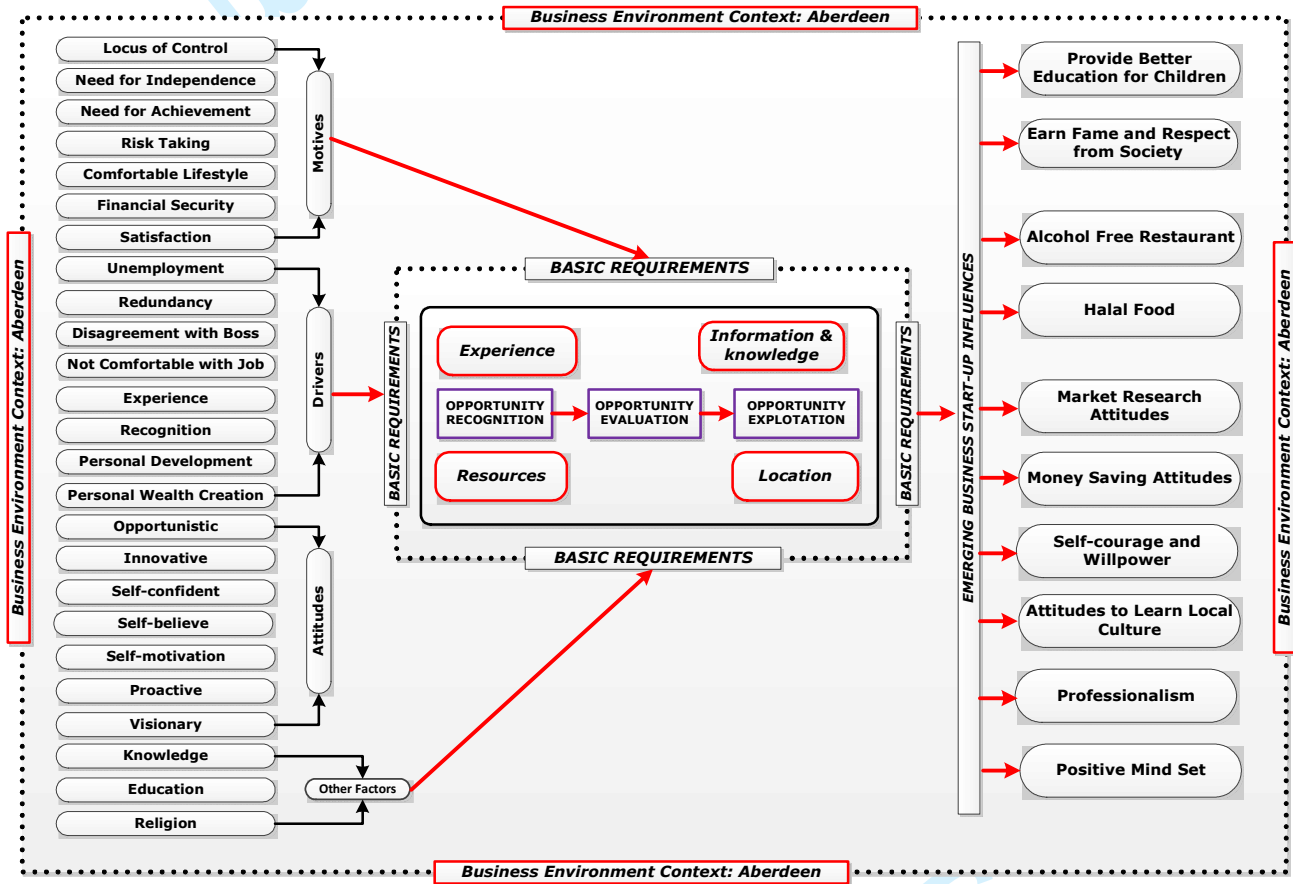 Business Environment Context: Aberdeen
Locus of Control
Need for Independence
Need for Achievement
Risk Taking
Comfortable Lifestyle
Financial Security
Satisfaction
Motives
Unemployment
Redundancy
Disagreement with Boss
Not Comfortable with Job
Experience
Recognition
Personal Development
Personal Wealth Creation
Drivers
Opportunistic
Innovative
Self-confident
Self-believe
Self-motivation
Proactive
Visionary
Attitudes
Knowledge
Education
Religion
Other Factors
Business Environment Context: Aberdeen
BASIC REQUIREMENTS
BASIC REQUIREMENTS
Experience
Information &
knowledge
OPPORTUNITY
RECOGNITION
OPPORTUNITY
EVALUATION
OPPORTUNITY
EXPLOTATION
Resources
Location
BASIC REQUIREMENTS
BASIC REQUIREMENTS
EMERGING BUSINESS START-UP INFLUENCES
Provide Better
Education for Children
Earn Fame and Respect
from Society
Alcohol Free Restaurant
Halal Food
Market Research
Attitudes
Money Saving Attitudes
Self-courage and
Willpower
Attitudes to Learn Local
Culture
Professionalism
Positive Mind Set
Business Environment Context: Aberdeen
Business Environment Context: Aberdeen